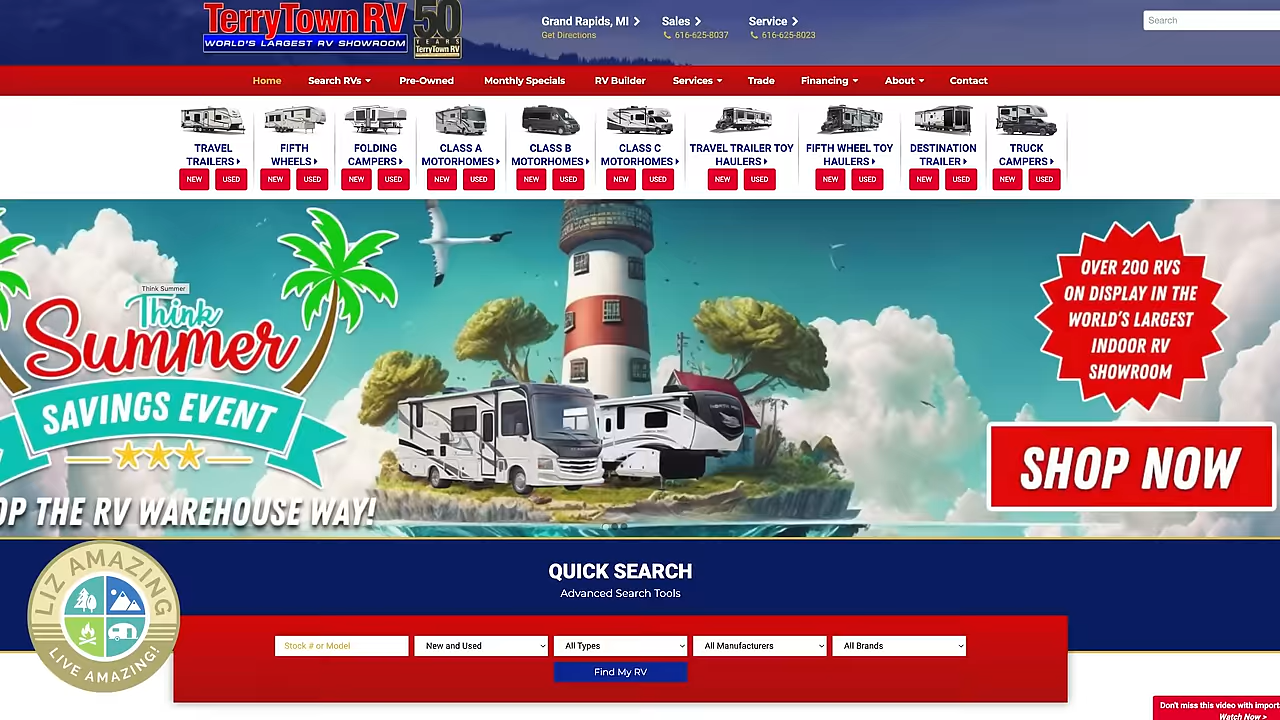 TerryTown RV
WORLD'S LARGEST RV SHOWROOM
50
YEARS
TerryTown RV
Grand Rapids, MI
Get Directions
Sales
616-625-8037
Service
616-625-8023
Search
Home
Search RVs
Pre-Owned
Monthly Specials
RV Builder
Services
Trade
Financing
About
Contact
TRAVEL
TRAILERS
NEW USED
FIFTH
WHEELS
NEW USED
FOLDING
CAMPERS
NEW USED
CLASS A
MOTORHOMES
NEW USED
CLASS B
MOTORHOMES
NEW USED
CLASS C
MOTORHOMES
NEW USED
TRAVEL TRAILER TOY
HAULERS
NEW USED
FIFTH WHEEL TOY
HAULERS
NEW USED
DESTINATION
TRAILER
NEW USED
TRUCK
CAMPERS
NEW USED
Think Summer
Think
Summer
SAVINGS EVENT
OP THE RV WAREHOUSE WAY!
OVER 200 RVS
ON DISPLAY IN THE
WORLD'S LARGEST
INDOOR RV
SHOWROOM
SHOP NOW
LIZ AMAZING
LIVE AMAZING!
QUICK SEARCH
Advanced Search Tools
Stock # or Model
New and Used
All Types
All Manufacturers
All Brands
Find My RV
Don't miss this video with import
Watch Now >